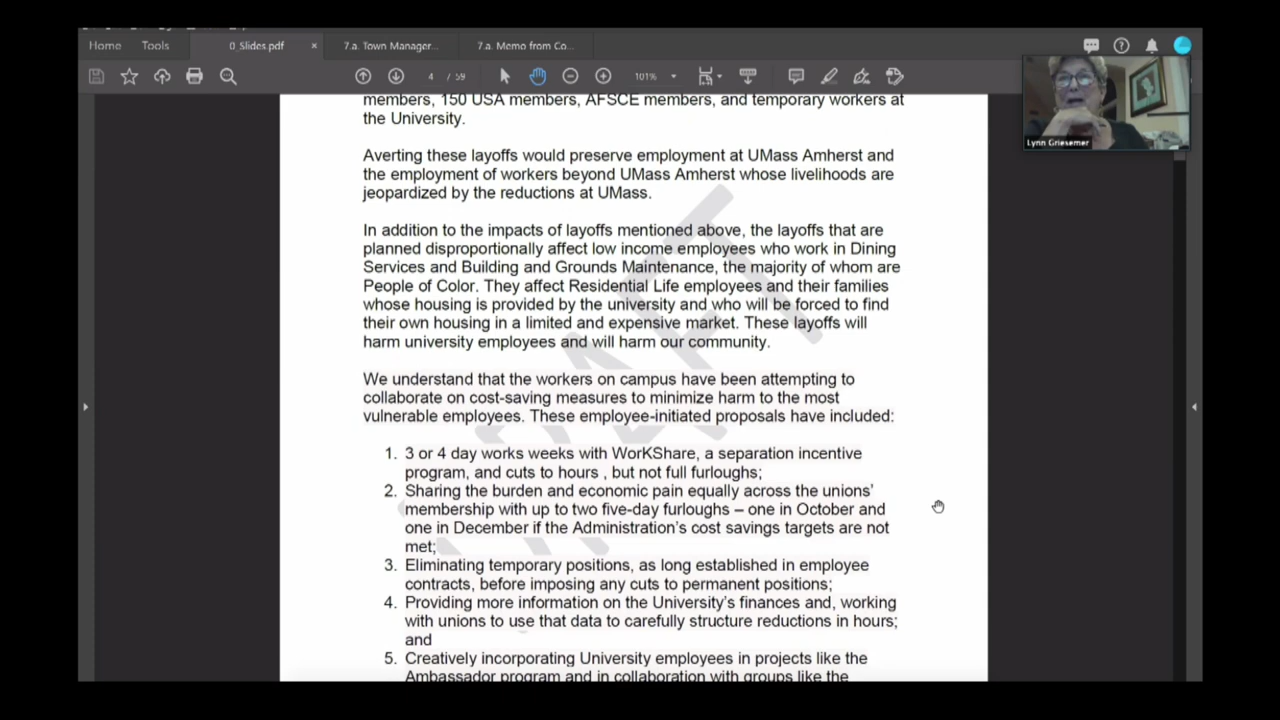 Home Tools 0_Slides.pdf × 7.a. Town Manager... 7.a. Memo from Co...
4 / 59 101%
Lynn Griesemer
members, 150 USA members, AFSCE members, and temporary workers at
the University.
Averting these layoffs would preserve employment at UMass Amherst and
the employment of workers beyond UMass Amherst whose livelihoods are
jeopardized by the reductions at UMass.
In addition to the impacts of layoffs mentioned above, the layoffs that are
planned disproportionally affect low income employees who work in Dining
Services and Building and Grounds Maintenance, the majority of whom are
People of Color. They affect Residential Life employees and their families
whose housing is provided by the university and who will be forced to find
their own housing in a limited and expensive market. These layoffs will
harm university employees and will harm our community.
We understand that the workers on campus have been attempting to
collaborate on cost-saving measures to minimize harm to the most
vulnerable employees. These employee-initiated proposals have included:
1. 3 or 4 day works weeks with WorKShare, a separation incentive
program, and cuts to hours , but not full furloughs;
2. Sharing the burden and economic pain equally across the unions’
membership with up to two five-day furloughs – one in October and
one in December if the Administration’s cost savings targets are not
met;
3. Eliminating temporary positions, as long established in employee
contracts, before imposing any cuts to permanent positions;
4. Providing more information on the University’s finances and, working
with unions to use that data to carefully structure reductions in hours;
and
5. Creatively incorporating University employees in projects like the
Ambassador program and in collaboration with groups like the